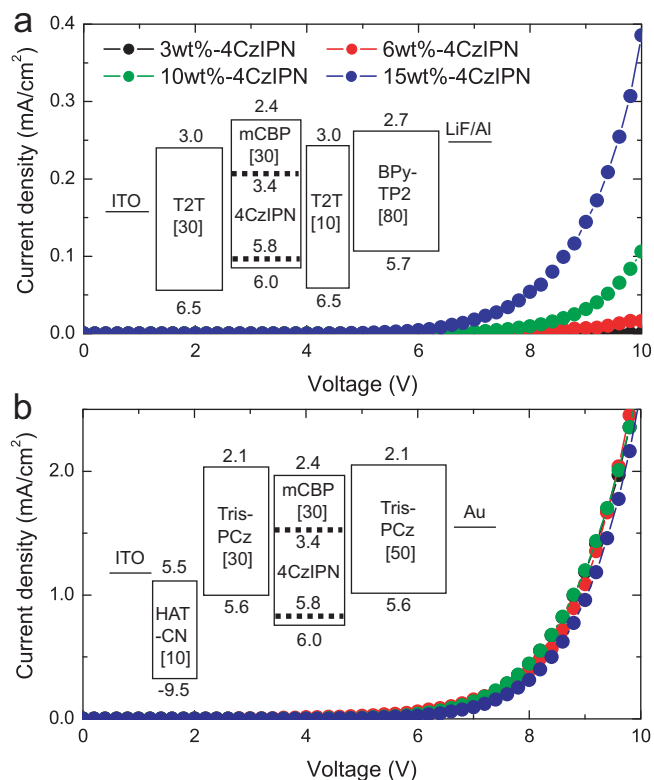 a
3wt%-4CzIPN 6wt%-4CzIPN
10wt%-4CzIPN 15wt%-4CzIPN
Current density (mA/cm²)
0.4
0.3
0.2
0.1
0.0
ITO
3.0
T2T
[30]
6.5
2.4
mCBP
[30]
3.4
4CzIPN
5.8
6.0
3.0
T2T
[10]
6.5
2.7
BPy-
TP2
[80]
5.7
LiF/Al
0 2 4 6 8 10
Voltage (V)
b
Current density (mA/cm²)
2.0
1.0
0.0
ITO
5.5
HAT
-CN
[10]
-9.5
2.1
Tris-
PCz
[30]
5.6
2.4
mCBP
[30]
3.4
4CzIPN
5.8
6.0
2.1
Tris-
PCz
[50]
5.6
Au
0 2 4 6 8 10
Voltage (V)